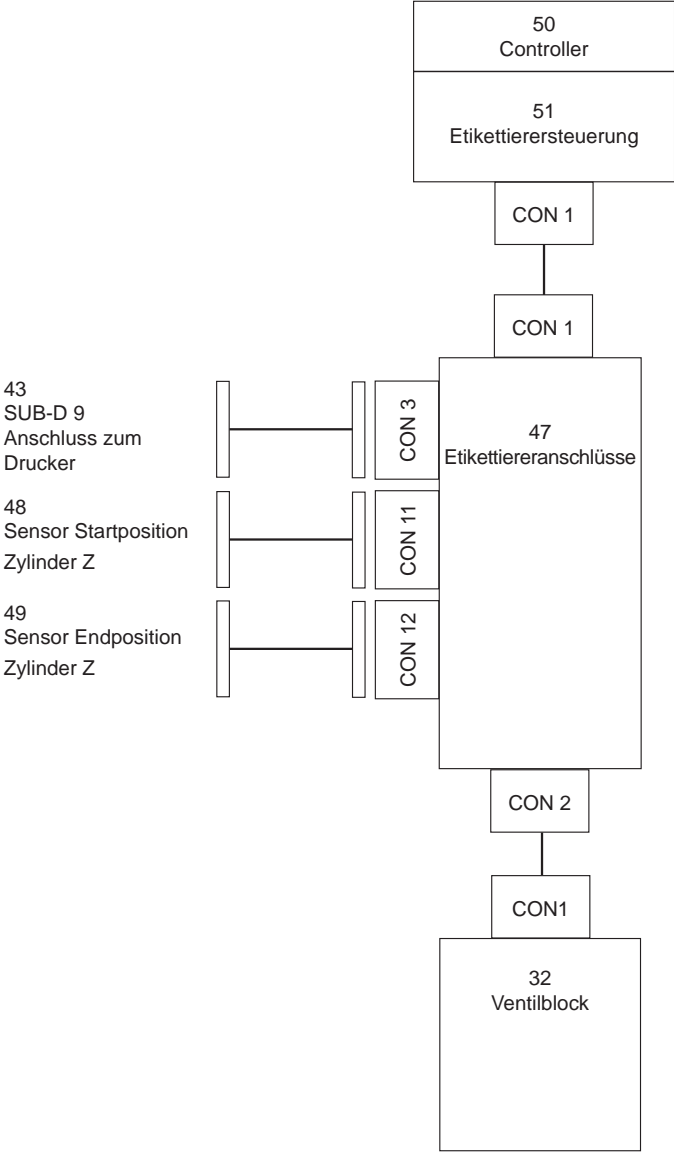 50
Controller
51
Etikettierersteuerung
CON 1
CON 1
43
SUB-D 9
Anschluss zum
Drucker
CON 3
47
Etikettiereranschlüsse
48
Sensor Startposition
Zylinder Z
CON 11
49
Sensor Endposition
Zylinder Z
CON 12
CON 2
CON1
32
Ventilblock